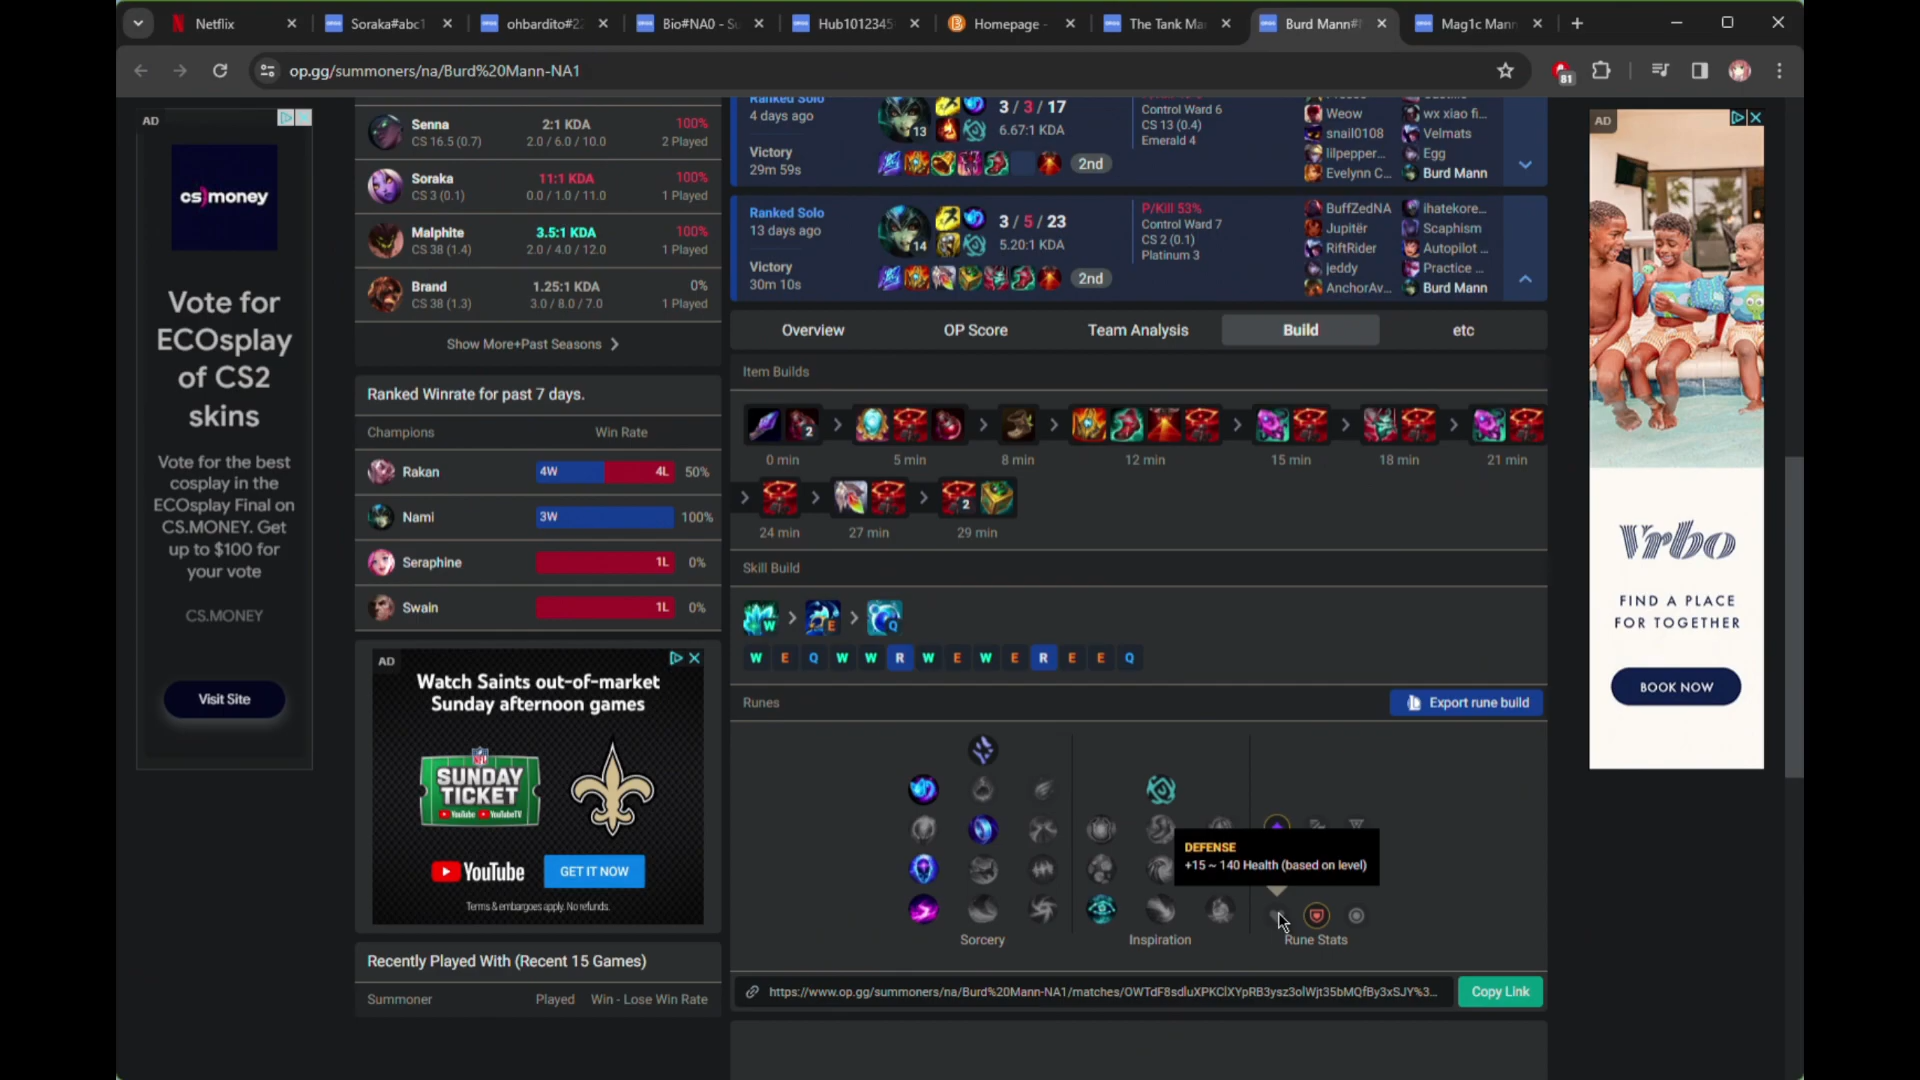 Netflix
Soraka#abc1
ohbardito#22
Bio#NA0 - Su
Hub1012345
Homepage -
The Tank Ma
Burd Mann#
Mag1c Mann
op.gg/summoners/na/Burd%20Mann-NA1
81
AD
cs)money
Vote for
ECOsplay
of CS2
skins
Vote for the best
cosplay in the
ECOsplay Final on
CS.MONEY. Get
up to $100 for
your vote
CS.MONEY
Visit Site
Senna
CS 16.5 (0.7)
2:1 KDA
2.0 / 6.0 / 10.0
100%
2 Played
Soraka
CS 3 (0.1)
11:1 KDA
0.0 / 1.0 / 11.0
100%
1 Played
Malphite
CS 38 (1.4)
3.5:1 KDA
2.0 / 4.0 / 12.0
100%
1 Played
Brand
CS 38 (1.3)
1.25:1 KDA
3.0 / 8.0 / 7.0
0%
1 Played
Show More+Past Seasons
Ranked Winrate for past 7 days.
Champions Win Rate
Rakan 4W 4L 50%
Nami 3W 100%
Seraphine 1L 0%
Swain 1L 0%
AD
Watch Saints out-of-market
Sunday afternoon games
NFL
SUNDAY
TICKET
YouTube YouTubeTV
YouTube
GET IT NOW
Terms & embargoes apply. No refunds.
Recently Played With (Recent 15 Games)
Summoner Played Win - Lose Win Rate
Ranked Solo
4 days ago
Victory
29m 59s
13
3 / 3 / 17
6.67:1 KDA
2nd
Control Ward 6
CS 13 (0.4)
Emerald 4
Weow
snail0108
lilpepper...
Evelynn C...
wx xiao fi...
Velmats
Egg
Burd Mann
Ranked Solo
13 days ago
Victory
30m 10s
14
3 / 5 / 23
5.20:1 KDA
2nd
P/Kill 53%
Control Ward 7
CS 2 (0.1)
Platinum 3
BuffZedNA
Jupitër
RiftRider
jeddy
AnchorAv...
ihatekore...
Scaphism
Autopilot ...
Practice ...
Burd Mann
Overview OP Score Team Analysis Build etc
Item Builds
2
0 min 5 min 8 min 12 min 15 min 18 min 21 min
2
24 min 27 min 29 min
Skill Build
W E Q
W E Q W W R W E W E R E E Q
Runes
Export rune build
DEFENSE
+15 ~ 140 Health (based on level)
Sorcery Inspiration Rune Stats
https://www.op.gg/summoners/na/Burd%20Mann-NA1/matches/OWTdF8sdluXPKClXYpRB3ysz3olWjt35bMQfBy3xSJY%3...
Copy Link
AD
Vrbo
FIND A PLACE
FOR TOGETHER
BOOK NOW